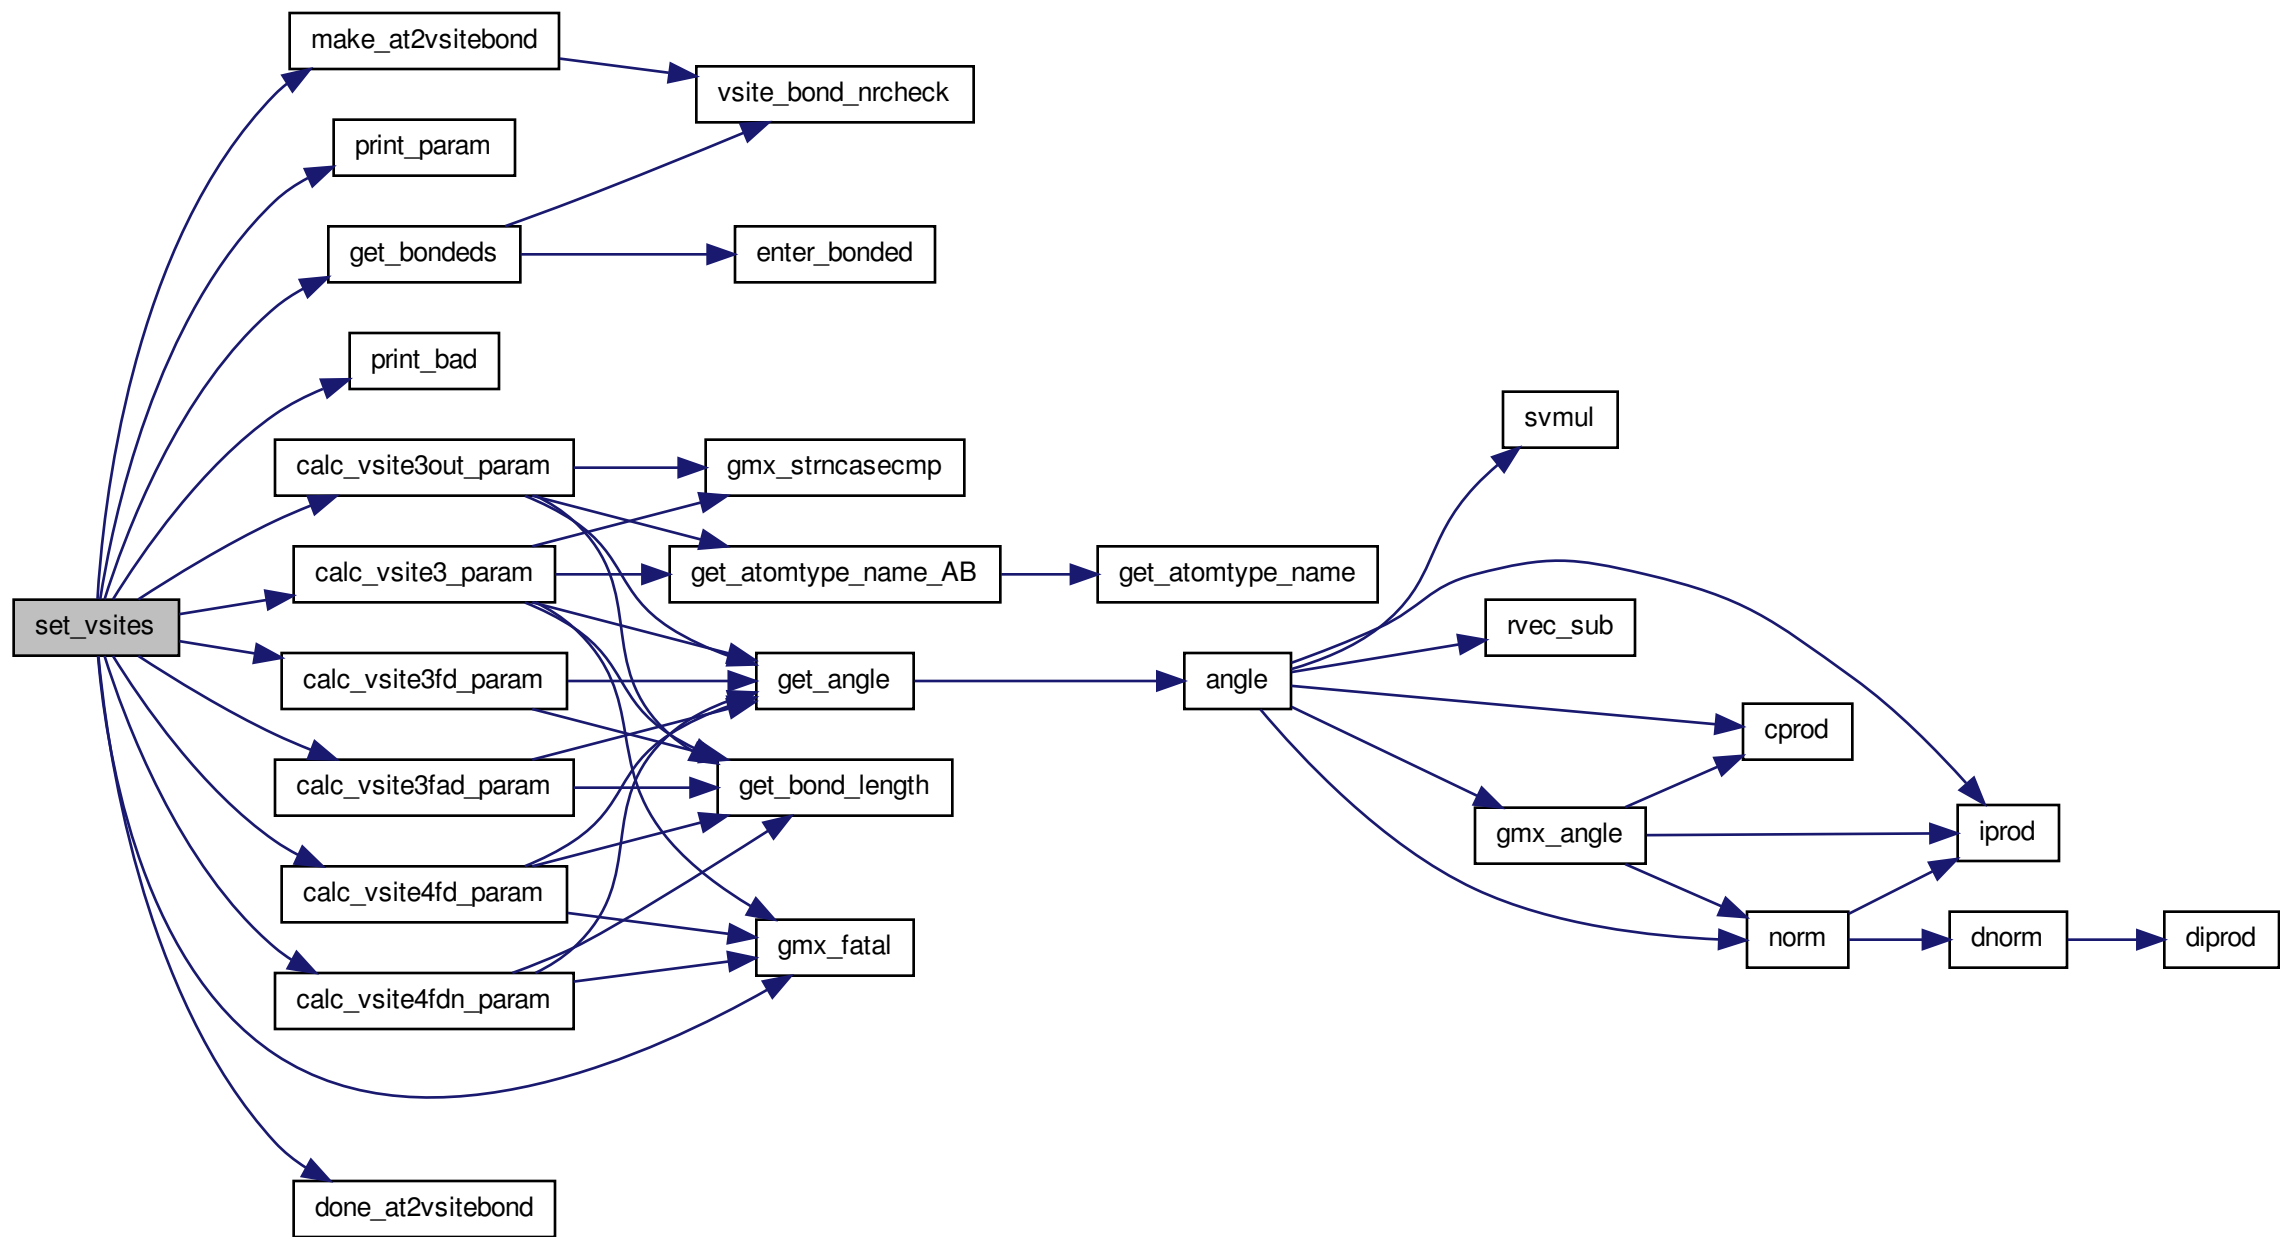 make_at2vsitebond
vsite_bond_nrcheck
print_param
get_bondeds
enter_bonded
print_bad
svmul
calc_vsite3out_param
gmx_strncasecmp
calc_vsite3_param
get_atomtype_name_AB
get_atomtype_name
set_vsites
rvec_sub
calc_vsite3fd_param
get_angle
angle
cprod
calc_vsite3fad_param
get_bond_length
gmx_angle
iprod
calc_vsite4fd_param
gmx_fatal
norm
dnorm
diprod
calc_vsite4fdn_param
done_at2vsitebond